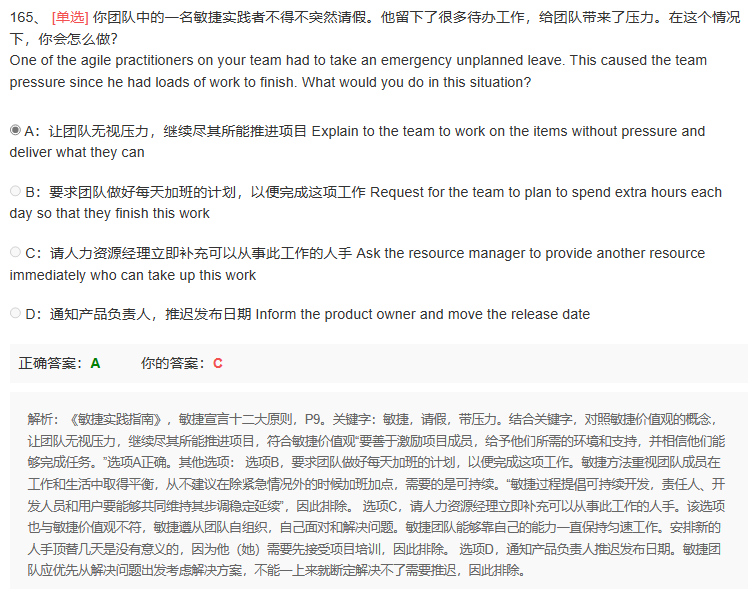 165、 [单选] 你团队中的一名敏捷实践者不得不突然请假。他留下了很多待办工作，给团队带来了压力。在这个情况
下，你会怎么做?
One of the agile practitioners on your team had to take an emergency unplanned leave. This caused the team
pressure since he had loads of work to finish. What would you do in this situation?
A：让团队无视压力，继续尽其所能推进项目 Explain to the team to work on the items without pressure and
deliver what they can
B：要求团队做好每天加班的计划，以便完成这项工作 Request for the team to plan to spend extra hours each
day so that they finish this work
C：请人力资源经理立即补充可以从事此工作的人手 Ask the resource manager to provide another resource
immediately who can take up this work
D：通知产品负责人，推迟发布日期 Inform the product owner and move the release date
正确答案：A 你的答案：C
解析：《敏捷实践指南》，敏捷宣言十二大原则，P9。关键字：敏捷，请假，带压力。结合关键字，对照敏捷价值观的概念，
让团队无视压力，继续尽其所能推进项目，符合敏捷价值观“要善于激励项目成员，给予他们所需的环境和支持，并相信他们能
够完成任务。”选项A正确。其他选项： 选项B，要求团队做好每天加班的计划，以便完成这项工作。敏捷方法重视团队成员在
工作和生活中取得平衡，从不建议在除紧急情况外的时候加班加点，需要的是可持续。“敏捷过程提倡可持续开发，责任人、开
发人员和用户要能够共同维持其步调稳定延续”，因此排除。 选项C，请人力资源经理立即补充可以从事此工作的人手。该选项
也与敏捷价值观不符，敏捷遵从团队自组织，自己面对和解决问题。敏捷团队能够靠自己的能力一直保持匀速工作。安排新的
人手顶替几天是没有意义的，因为他（她）需要先接受项目培训，因此排除。 选项D，通知产品负责人推迟发布日期。敏捷团
队应优先从解决问题出发考虑解决方案，不能一上来就断定解决不了需要推迟，因此排除。